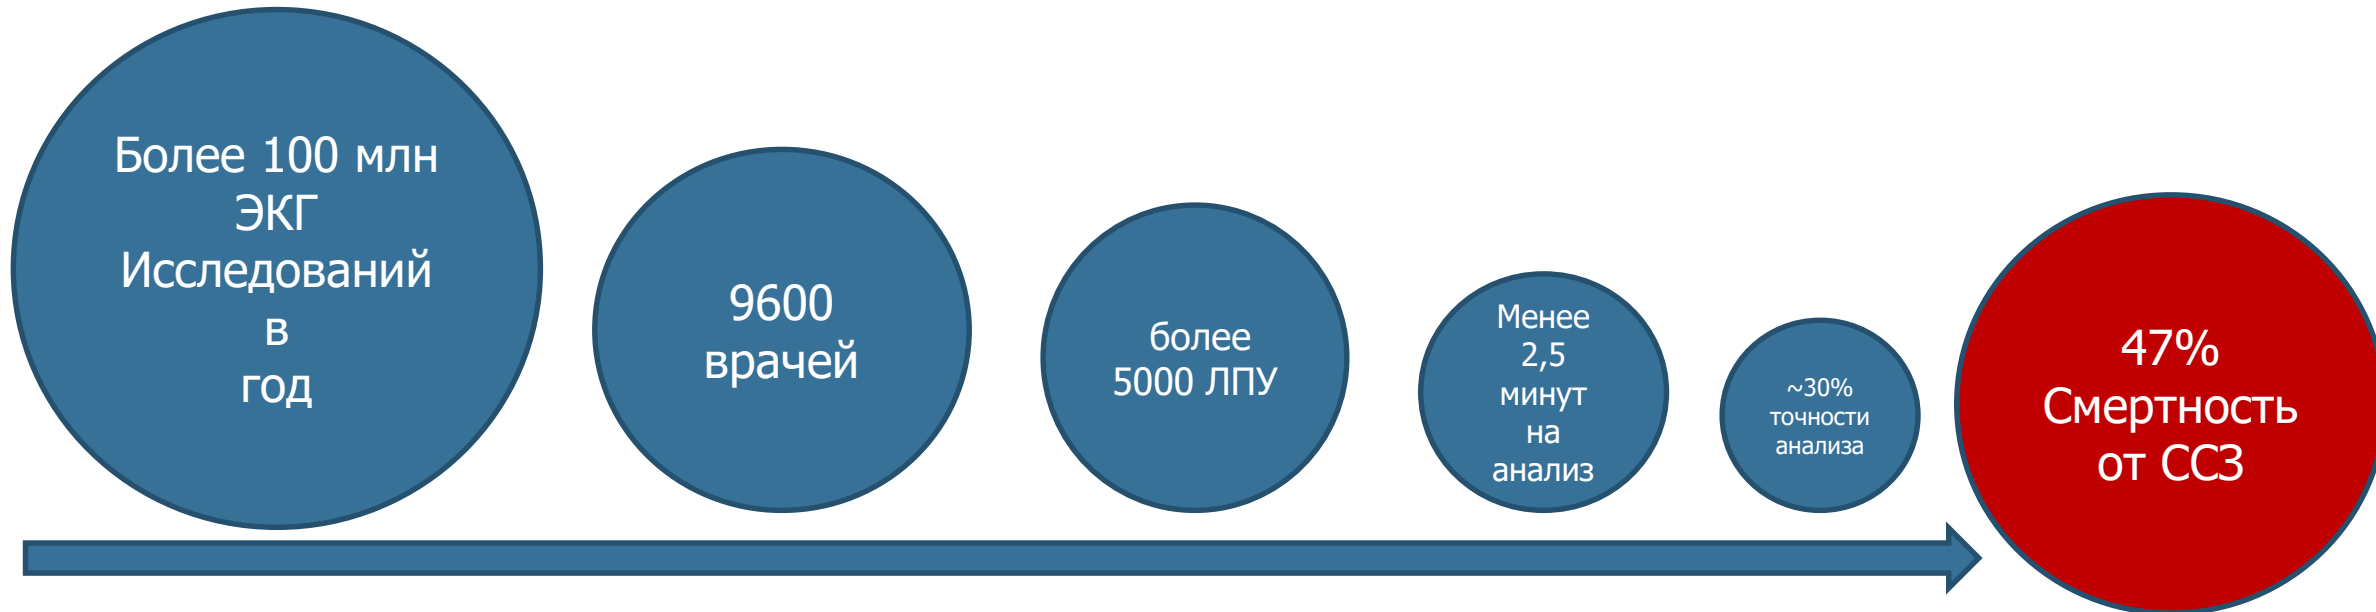 Более 100 млн
ЭКГ
Исследований
в
год
9600
врачей
более
5000 ЛПУ
Менее
2,5
минут
на
анализ
~30%
точности
анализа
47%
Смертность
от ССЗ